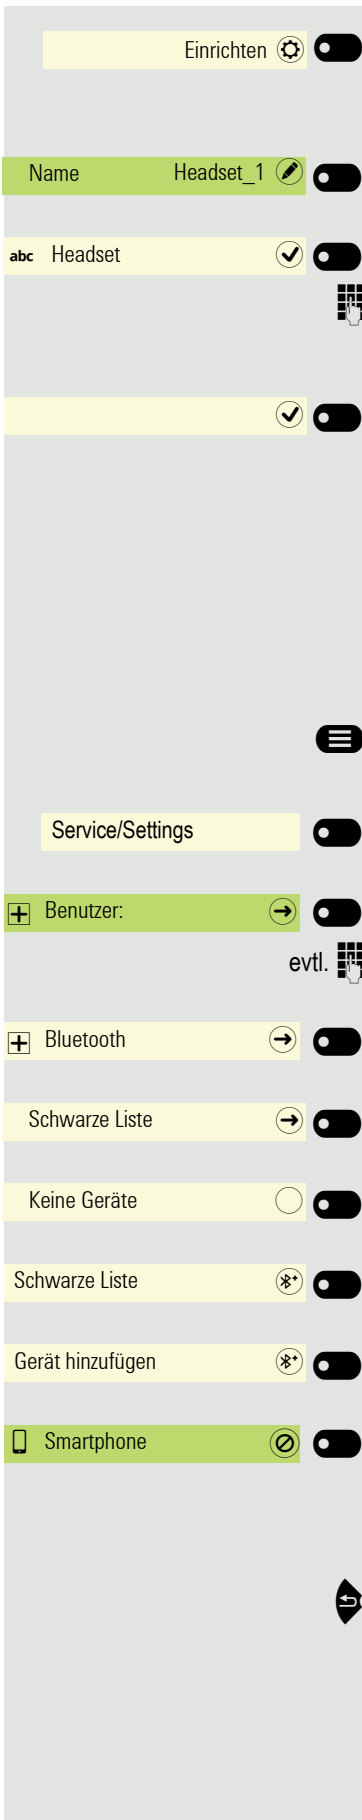 Einrichten
Name Headset_1
abc Headset
Service/Settings
Benutzer:
evtl.
Bluetooth
Schwarze Liste
Keine Geräte
Schwarze Liste
Gerät hinzufügen
Smartphone